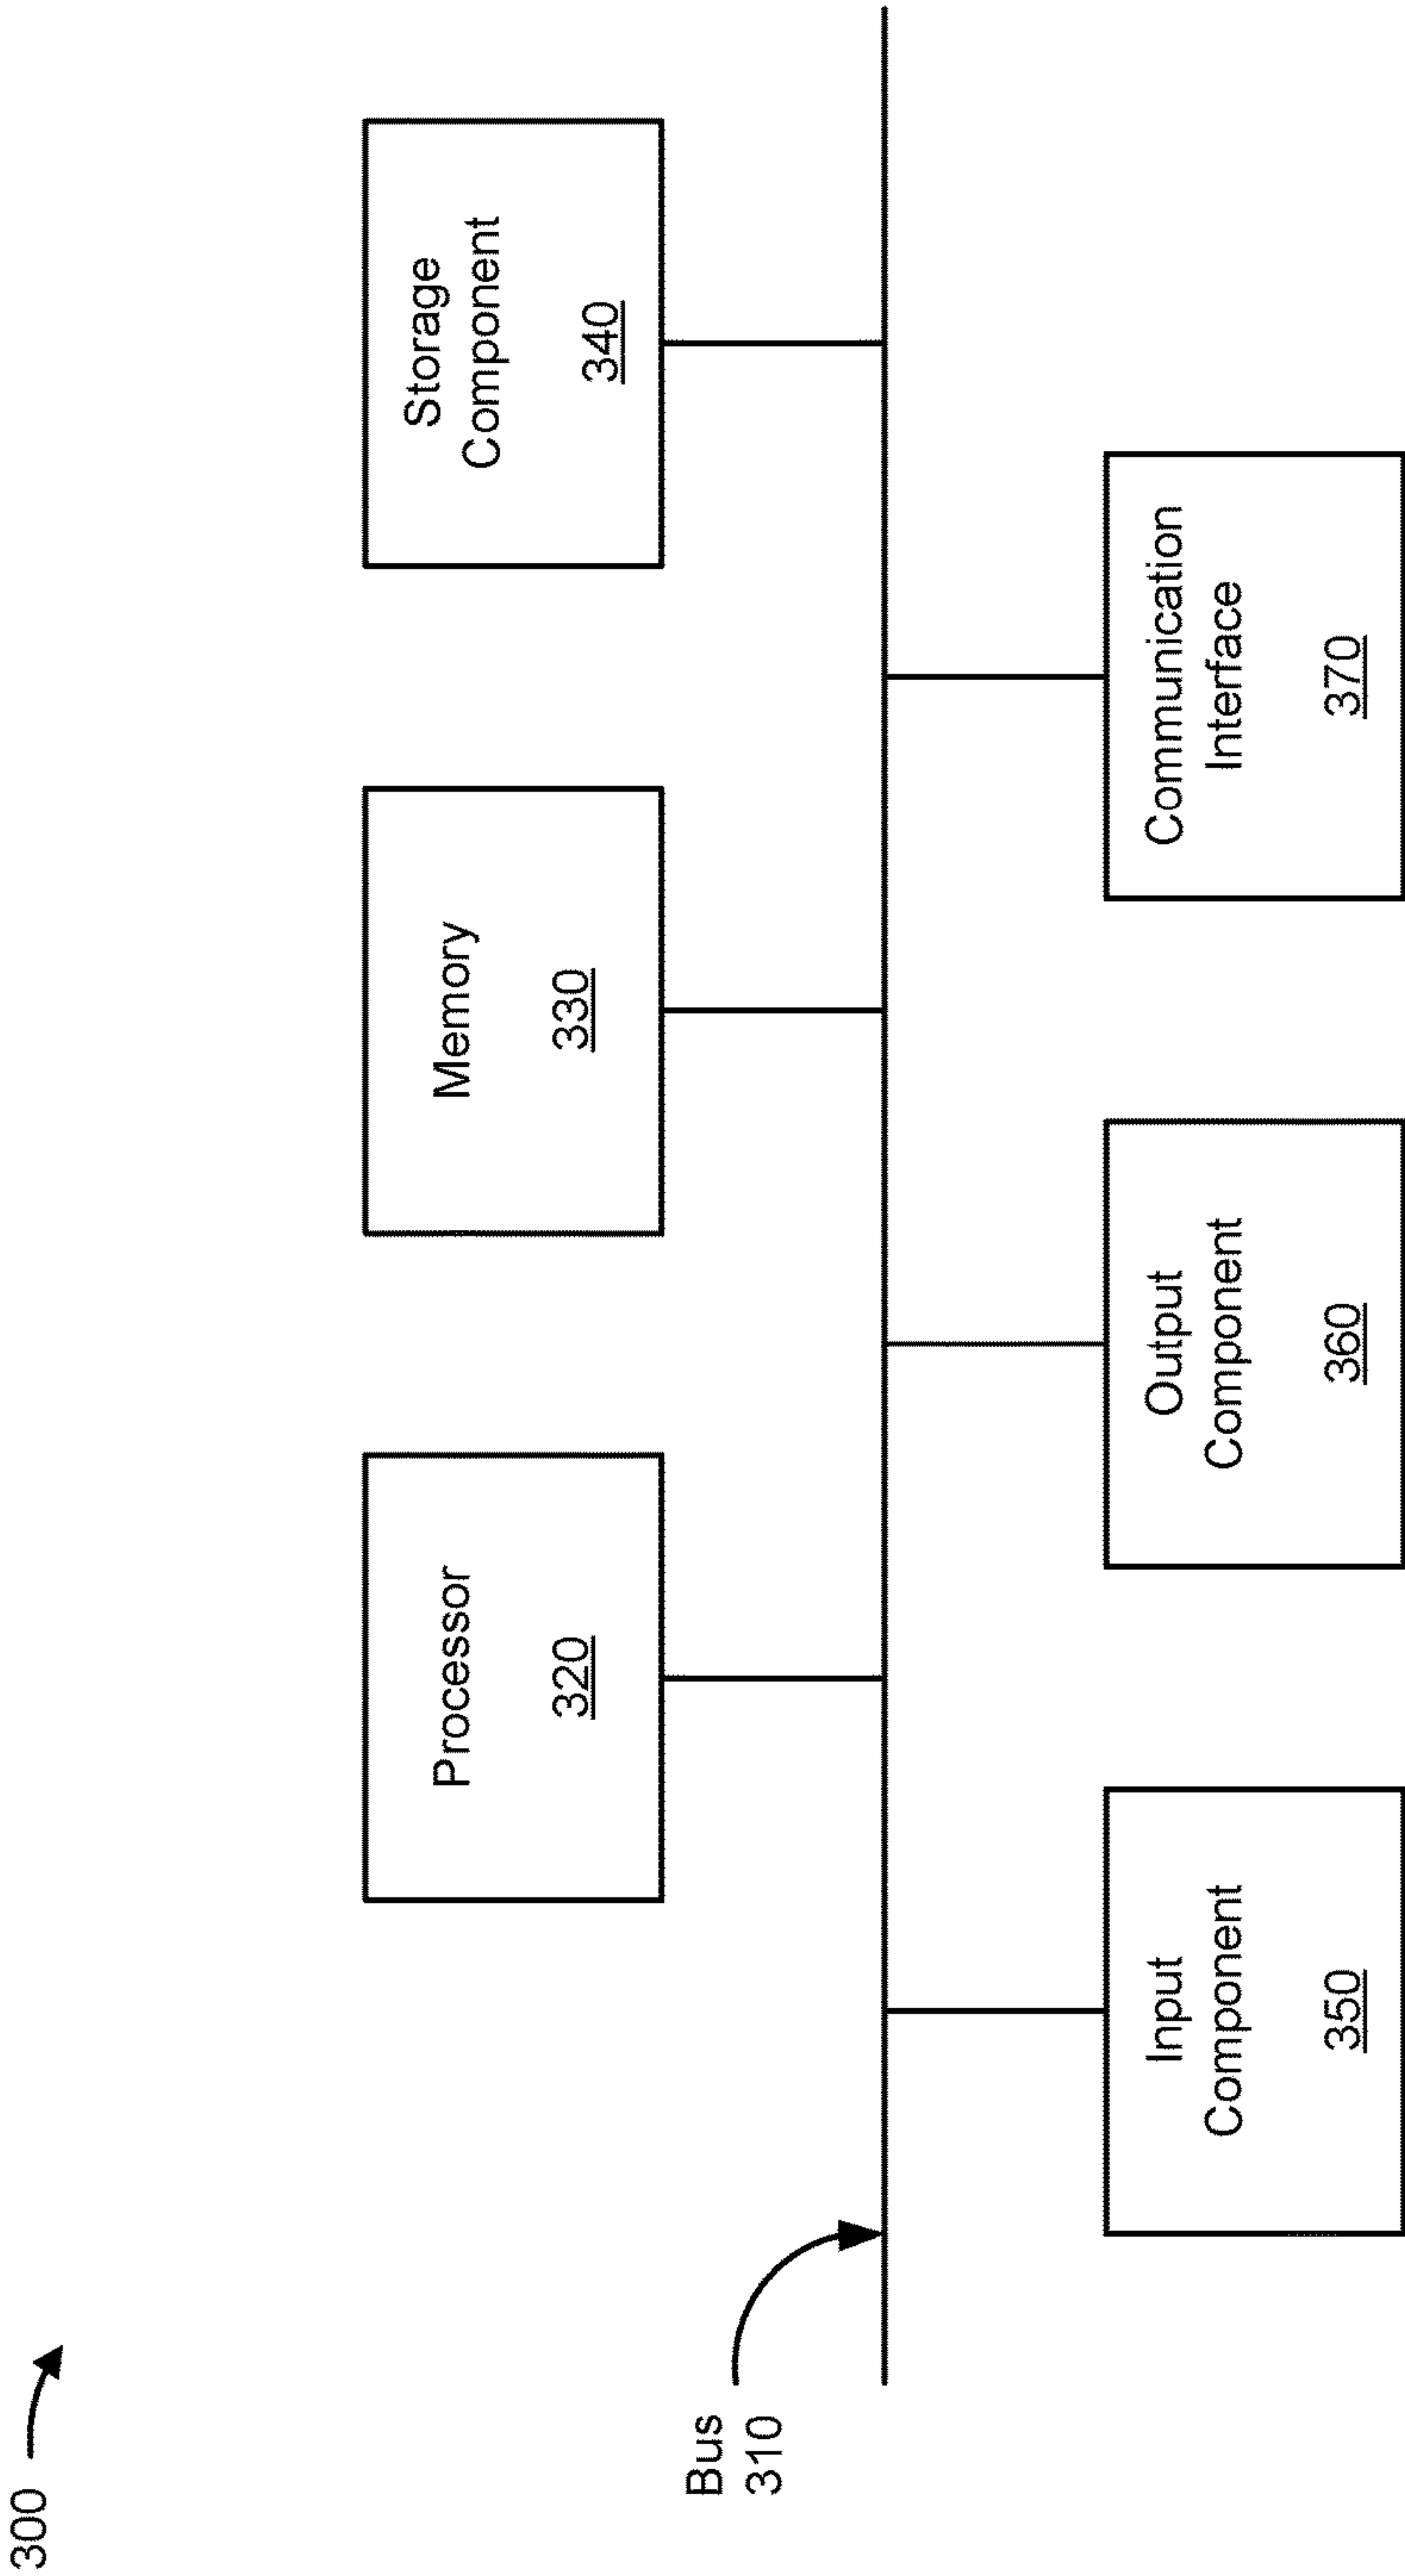 300
Bus
310
Processor
320
Memory
330
Storage
Component
340
Input
Component
350
Output
Component
360
Communication
Interface
370